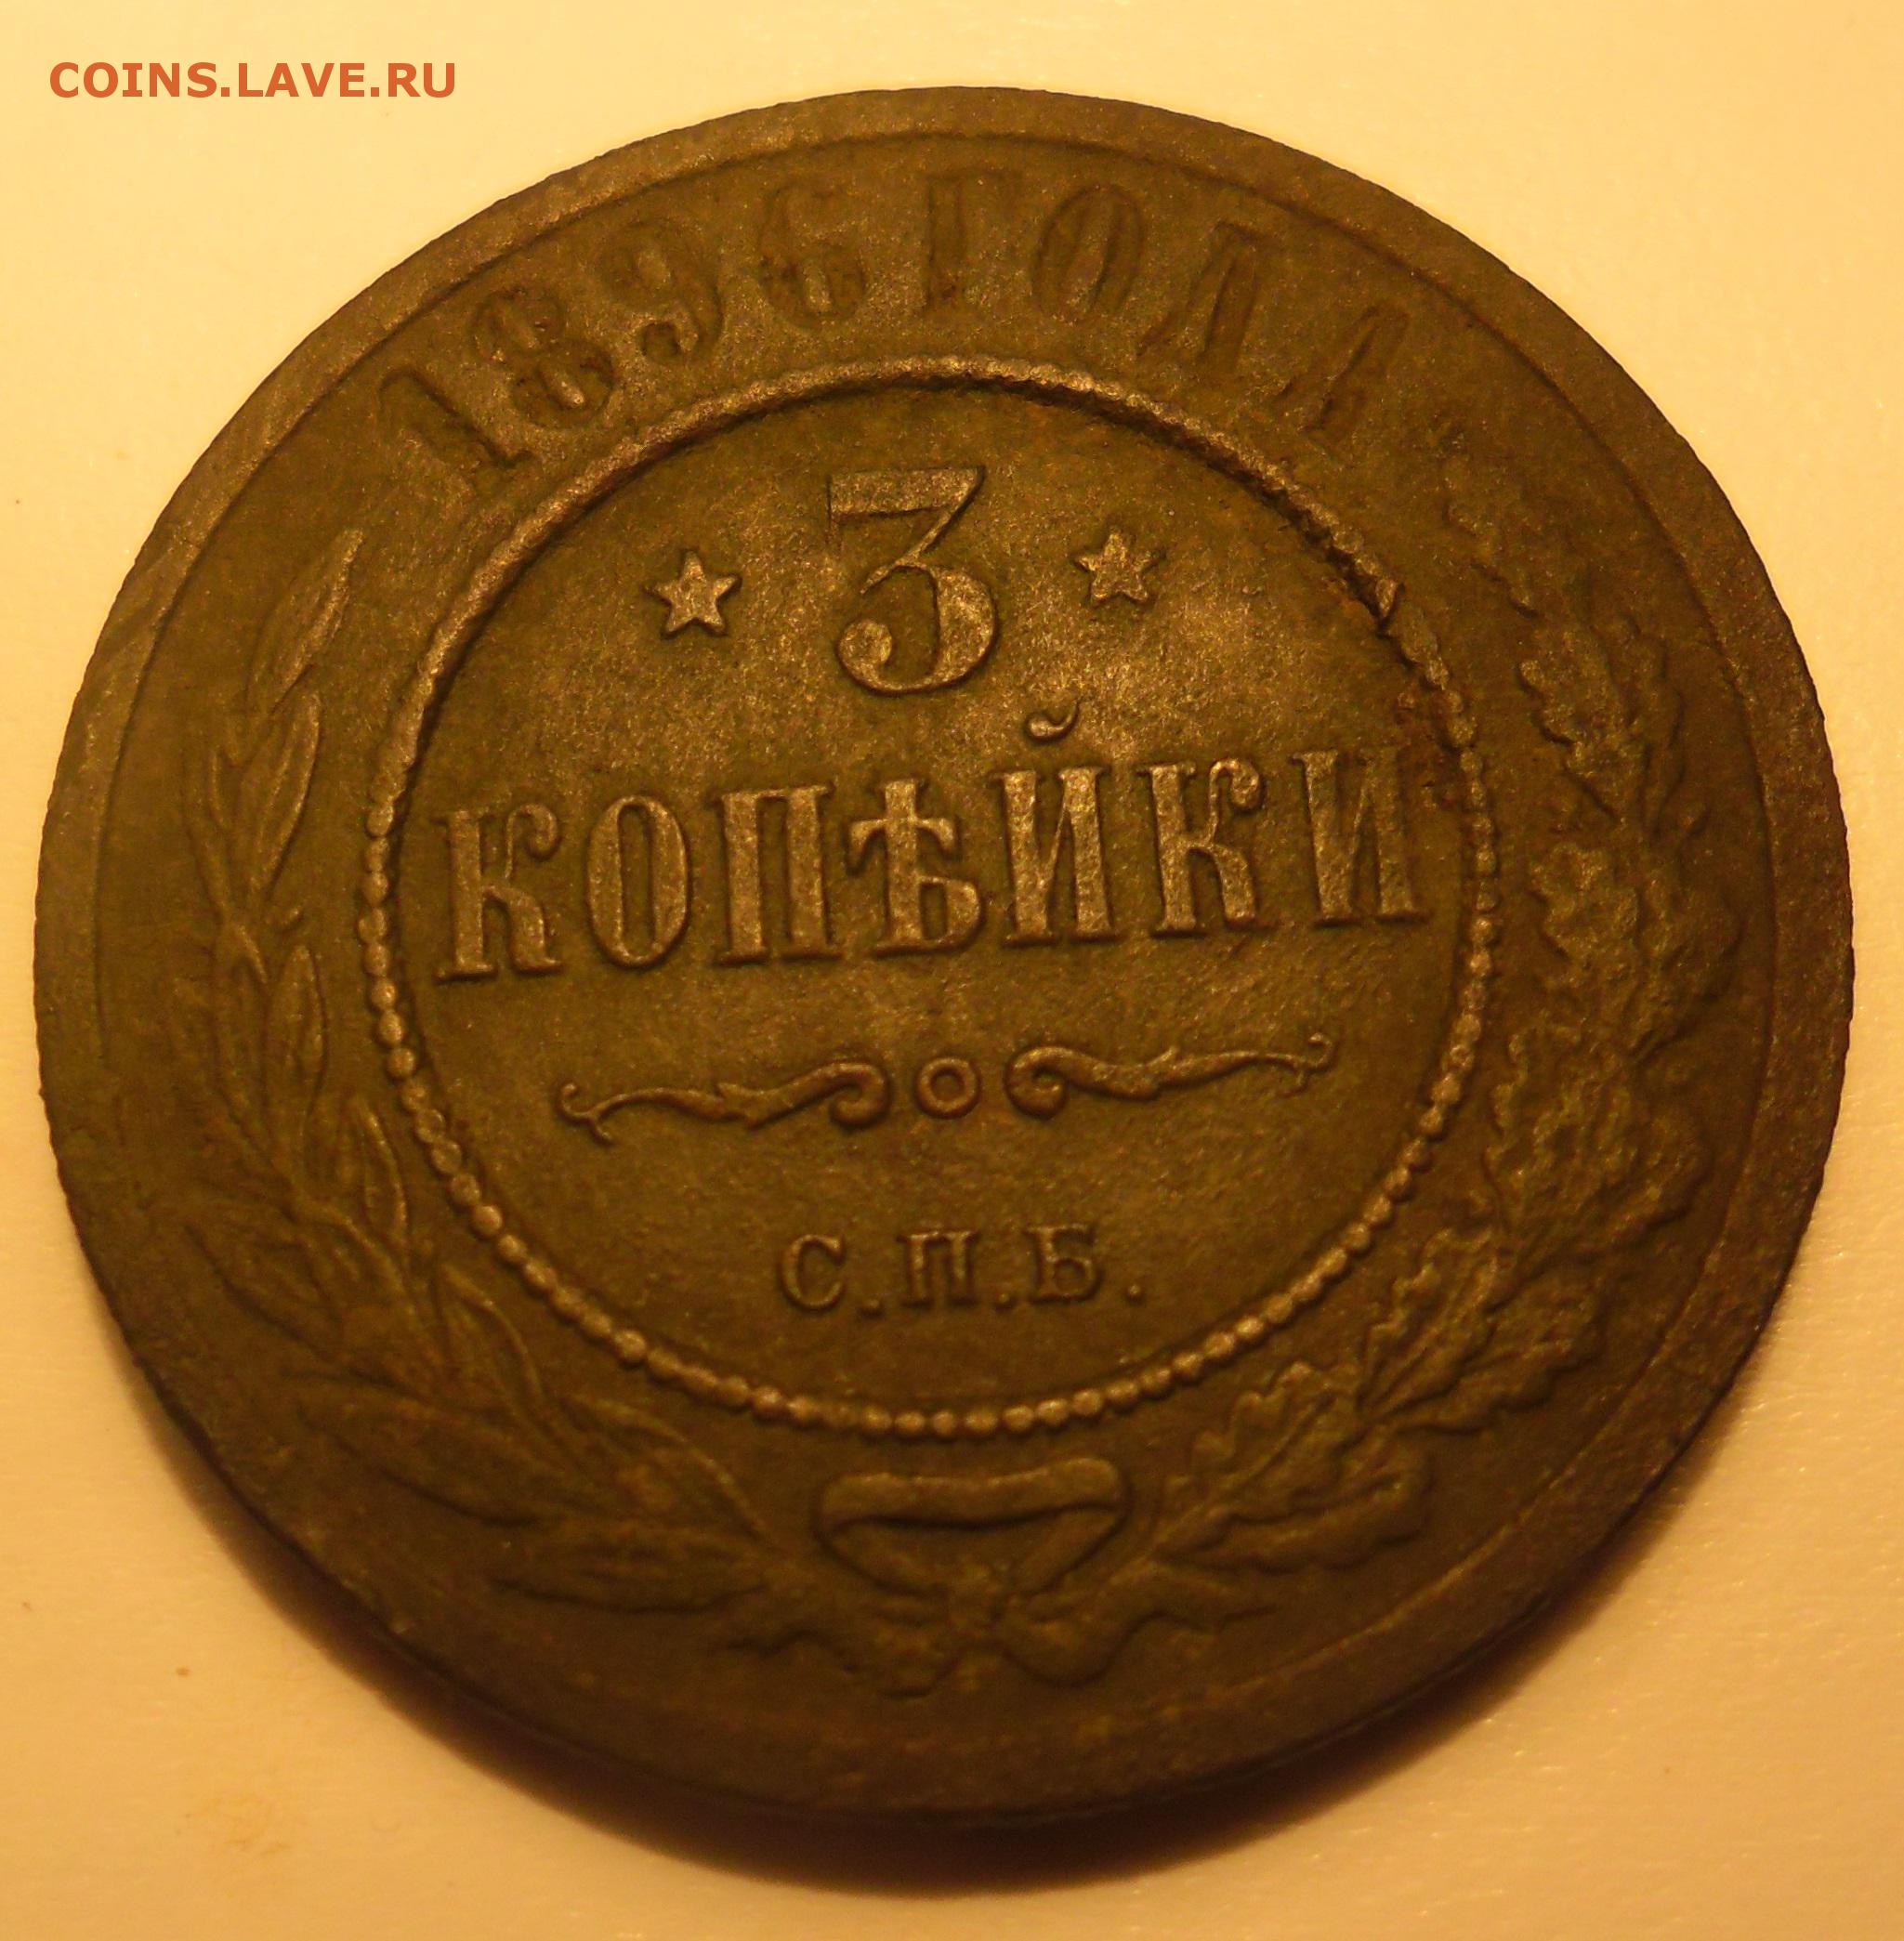 COINS.LAVE.RU
1896 ГОДА
3
КОПѢЙКИ
С.П.Б.